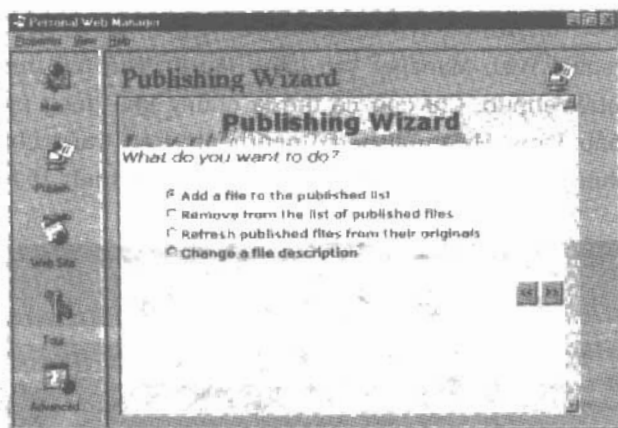 Personal Web Manager
Properties View Help
Publishing Wizard
Main
Publishing Wizard
What do you want to do?
Publish
Add a file to the published list
Remove from the list of published files
Refresh published files from their originals
Web Site
Change a file description
<< >>
Tour
Advanced